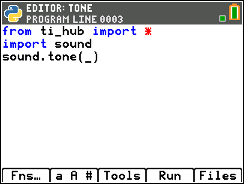 EDITOR: TONE
PROGRAM LINE 0003
from ti_hub import *
import sound
sound.tone(_)
Fns… a A # Tools Run Files